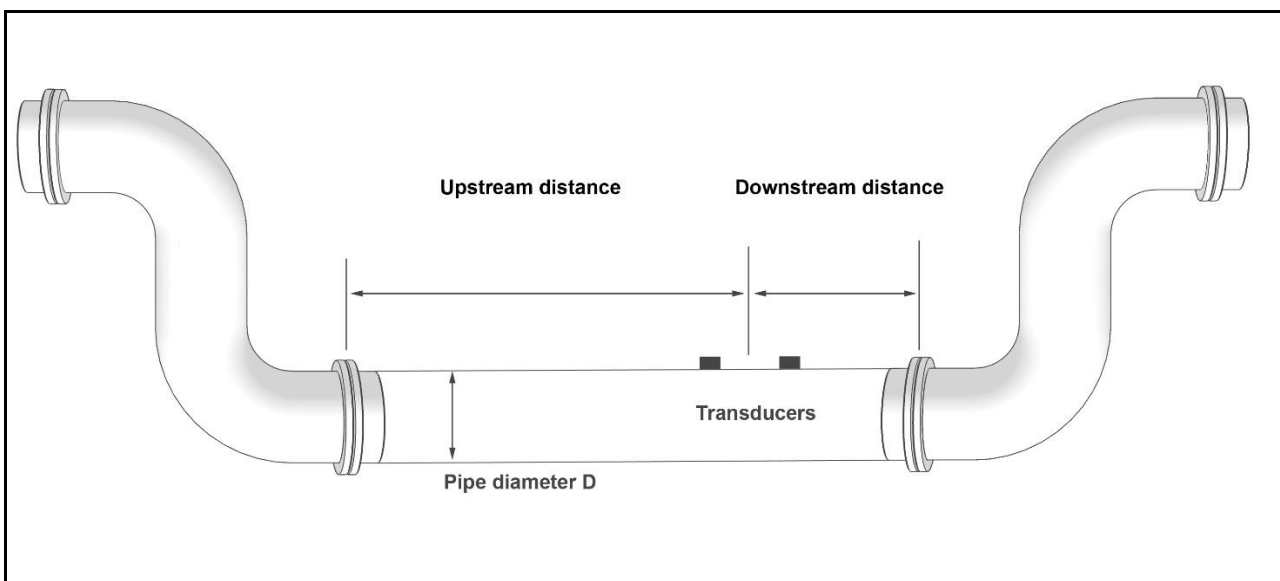 Upstream distance
Downstream distance
Transducers
Pipe diameter D